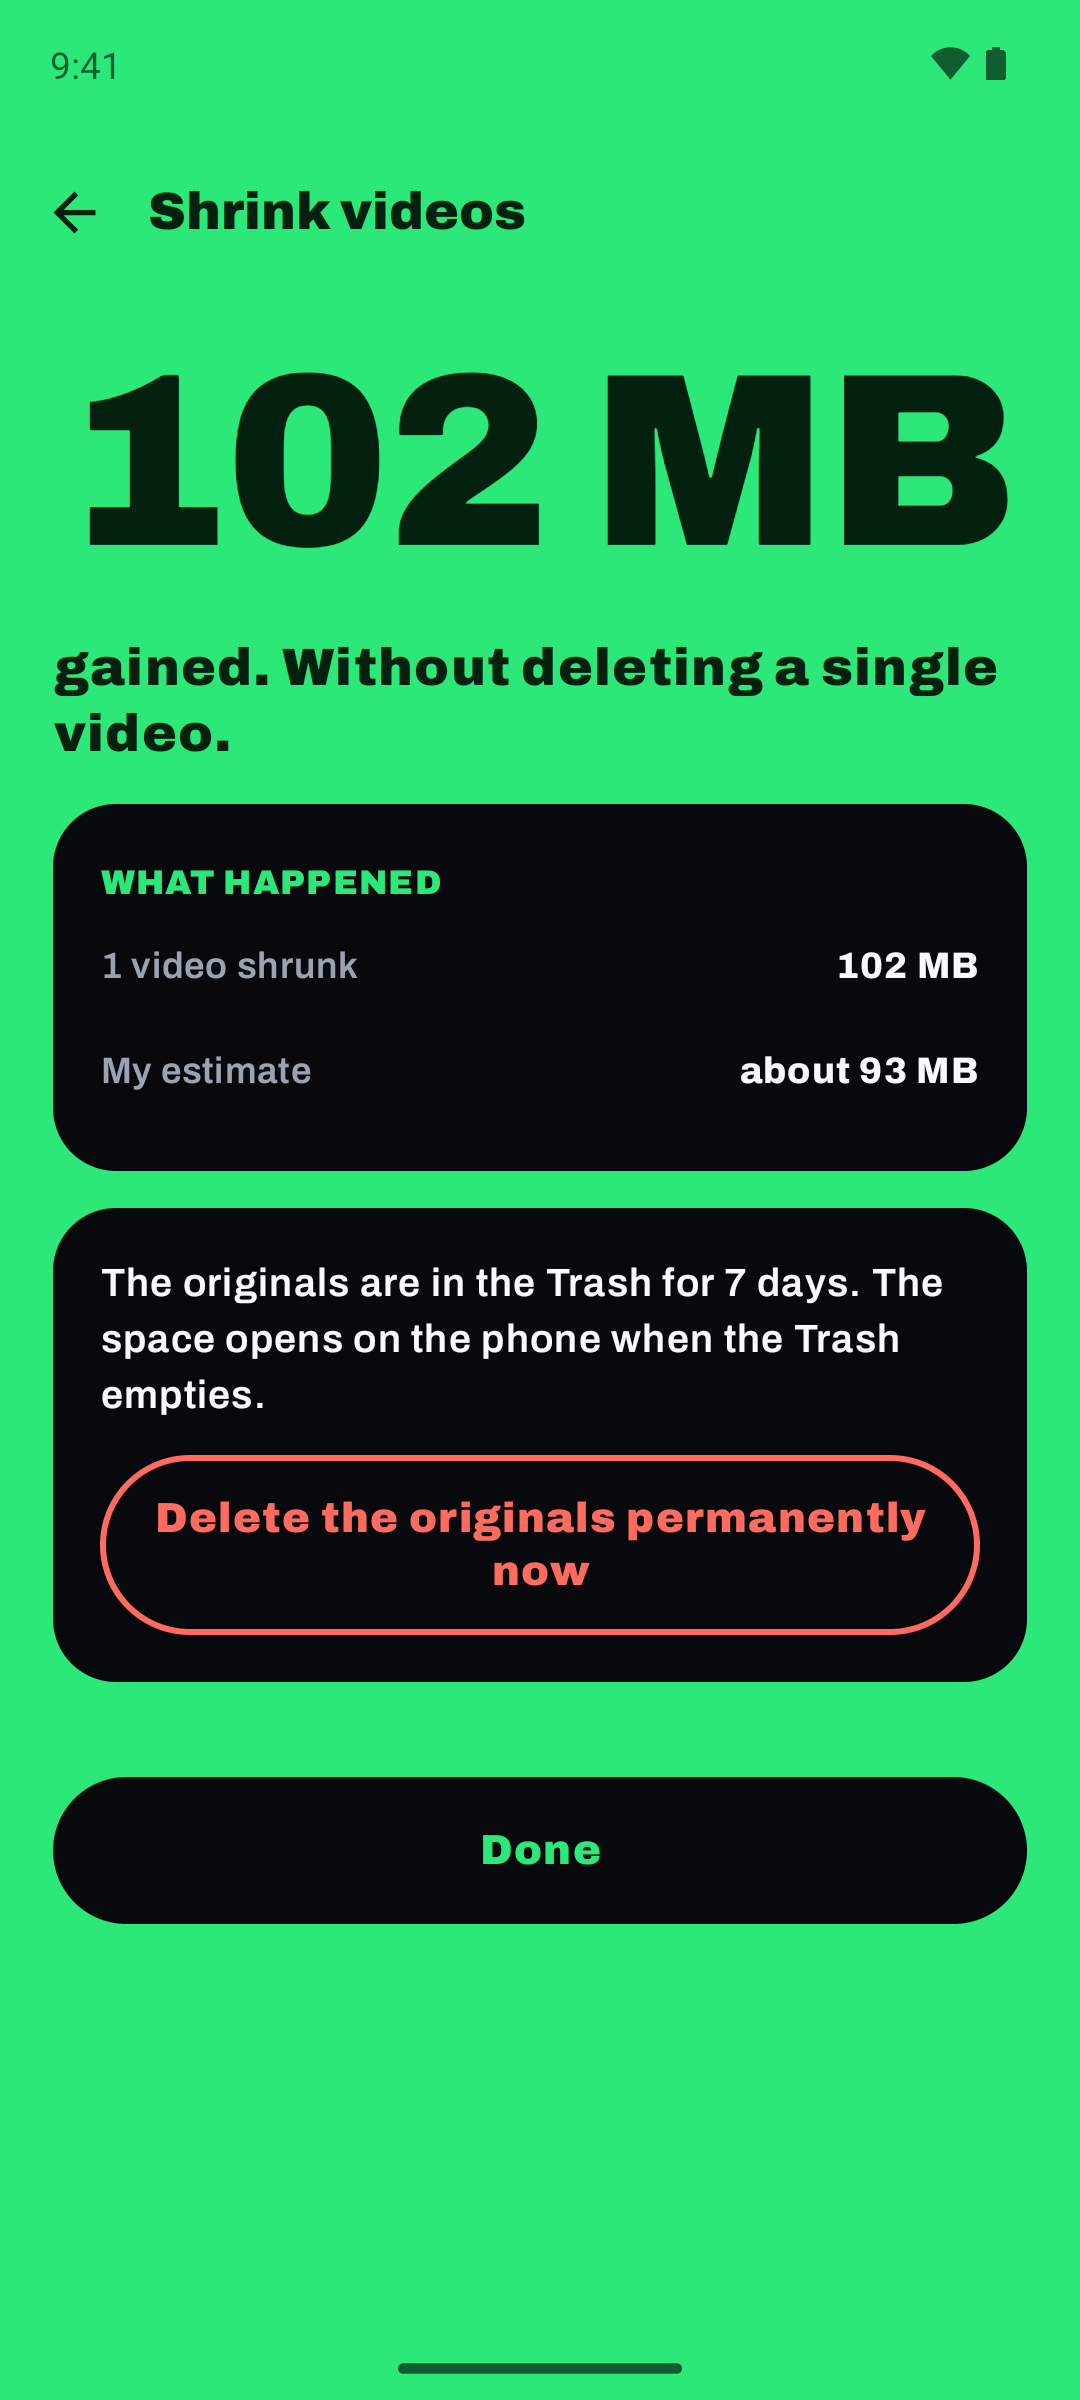 9:41
Shrink videos
102 MB
gained. Without deleting a single
video.
WHAT HAPPENED
1 video shrunk 102 MB
My estimate about 93 MB
The originals are in the Trash for 7 days. The
space opens on the phone when the Trash
empties.
Delete the originals permanently
now
Done